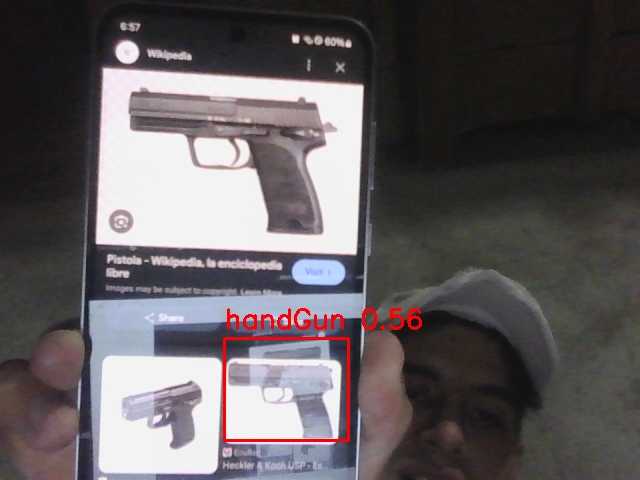 6:57
60%
Wikipedia
Pistola - Wikipedia, la enciclopedia
libre
Visit >
Images may be subject to copyright. Learn More
Share
handGun 0.56
Heckler & Koch USP - Ec...